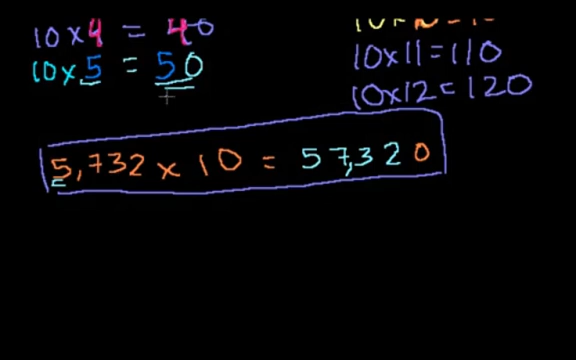 10 x 4 = 40
10 x 5 = 50
10 x 11 = 110
10 x 12 = 120
5,732 x 10 = 57,320